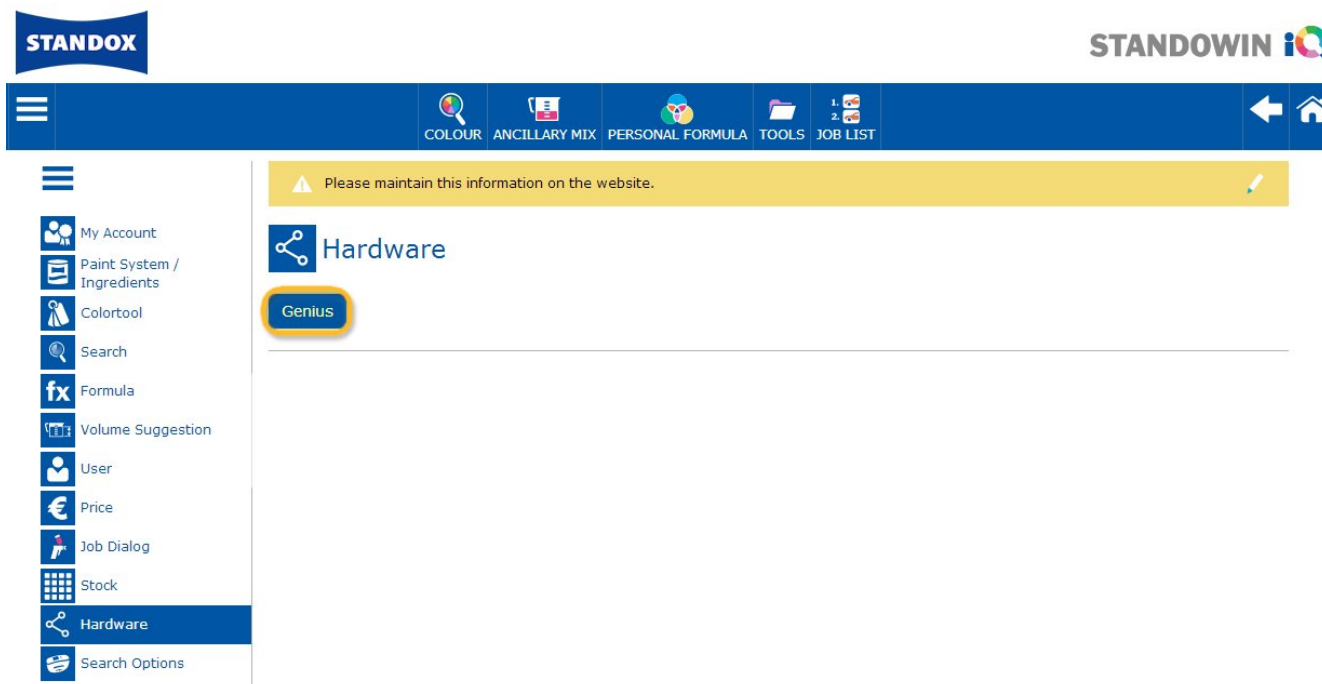 STANDOX
STANDOWIN iQ
COLOUR
ANCILLARY MIX
PERSONAL FORMULA
TOOLS
1.
2.
JOB LIST
Please maintain this information on the website.
My Account
Paint System /
Ingredients
Colortool
Search
fx Formula
Volume Suggestion
User
€ Price
Job Dialog
Stock
Hardware
Search Options
Hardware
Genius